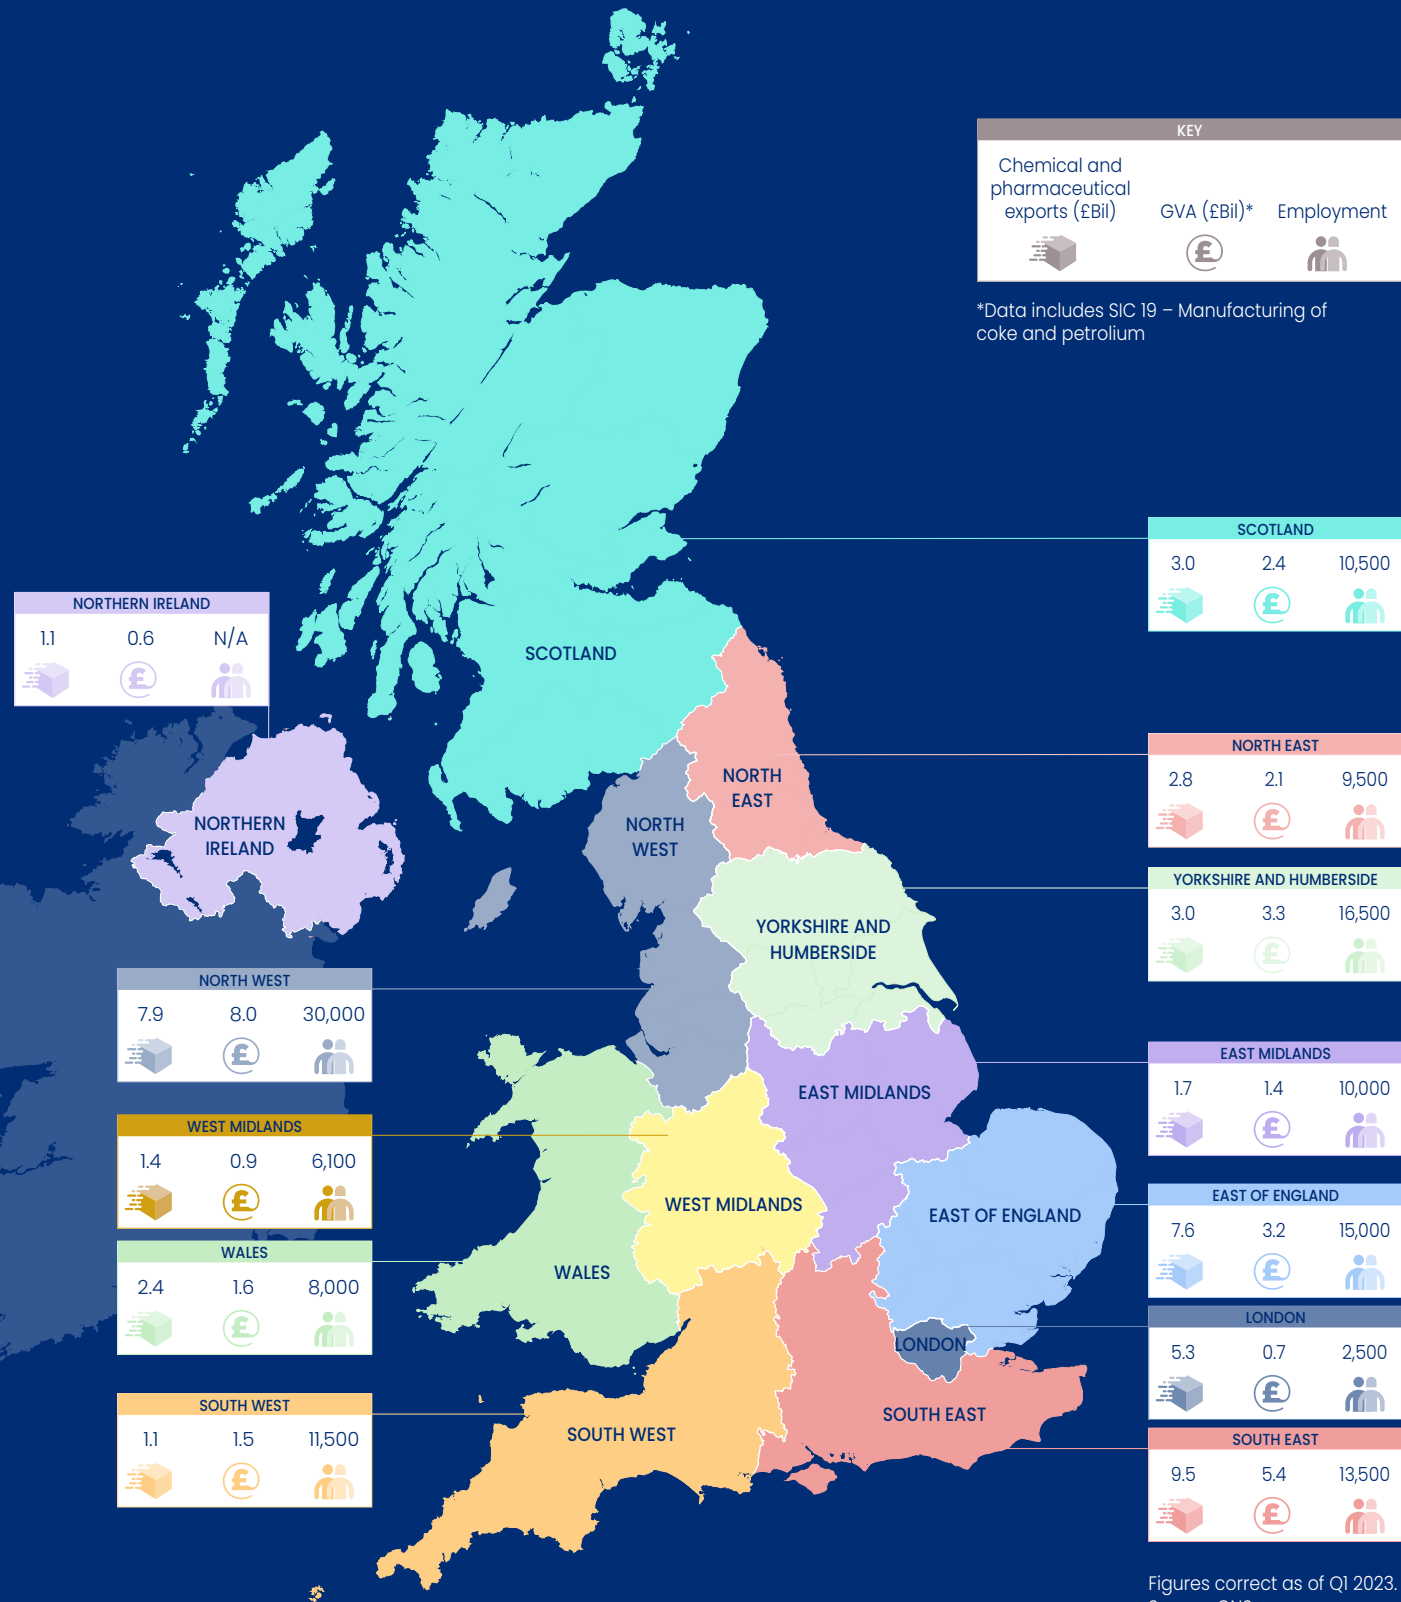 KEY
Chemical and
pharmaceutical
exports (£Bil)
GVA (£Bil)*
Employment
£
*Data includes SIC 19 – Manufacturing of
coke and petrolium
SCOTLAND
3.0 2.4 10,500
£
NORTHERN IRELAND
1.1 0.6 N/A
£
SCOTLAND
NORTH EAST
2.8 2.1 9,500
£
NORTH
EAST
NORTHERN
IRELAND
NORTH
WEST
YORKSHIRE AND HUMBERSIDE
3.0 3.3 16,500
£
YORKSHIRE AND
HUMBERSIDE
NORTH WEST
7.9 8.0 30,000
£
EAST MIDLANDS
1.7 1.4 10,000
£
EAST MIDLANDS
WEST MIDLANDS
1.4 0.9 6,100
£
WEST MIDLANDS
EAST OF ENGLAND
7.6 3.2 15,000
£
EAST OF ENGLAND
WALES
2.4 1.6 8,000
£
WALES
LONDON
5.3 0.7 2,500
£
LONDON
SOUTH WEST
1.1 1.5 11,500
£
SOUTH WEST
SOUTH EAST
SOUTH EAST
9.5 5.4 13,500
£
Figures correct as of Q1 2023.